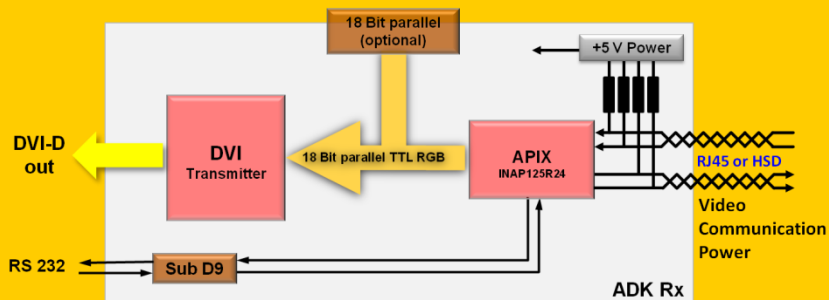 18 Bit parallel
(optional)
+5 V Power
DVI-D
out
DVI
Transmitter
18 Bit parallel TTL RGB
APIX
INAP125R24
RJ45 or HSD
Video
Communication
Power
RS 232
Sub D9
ADK Rx